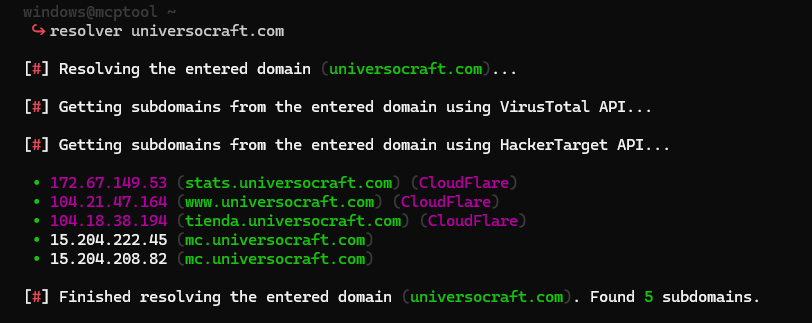 windows@mcptool ~
↪ resolver universocraft.com
[#] Resolving the entered domain (universocraft.com)...
[#] Getting subdomains from the entered domain using VirusTotal API...
[#] Getting subdomains from the entered domain using HackerTarget API...
• 172.67.149.53 (stats.universocraft.com) (CloudFlare)
• 104.21.47.164 (www.universocraft.com) (CloudFlare)
• 104.18.38.194 (tienda.universocraft.com) (CloudFlare)
• 15.204.222.45 (mc.universocraft.com)
• 15.204.208.82 (mc.universocraft.com)
[#] Finished resolving the entered domain (universocraft.com). Found 5 subdomains.